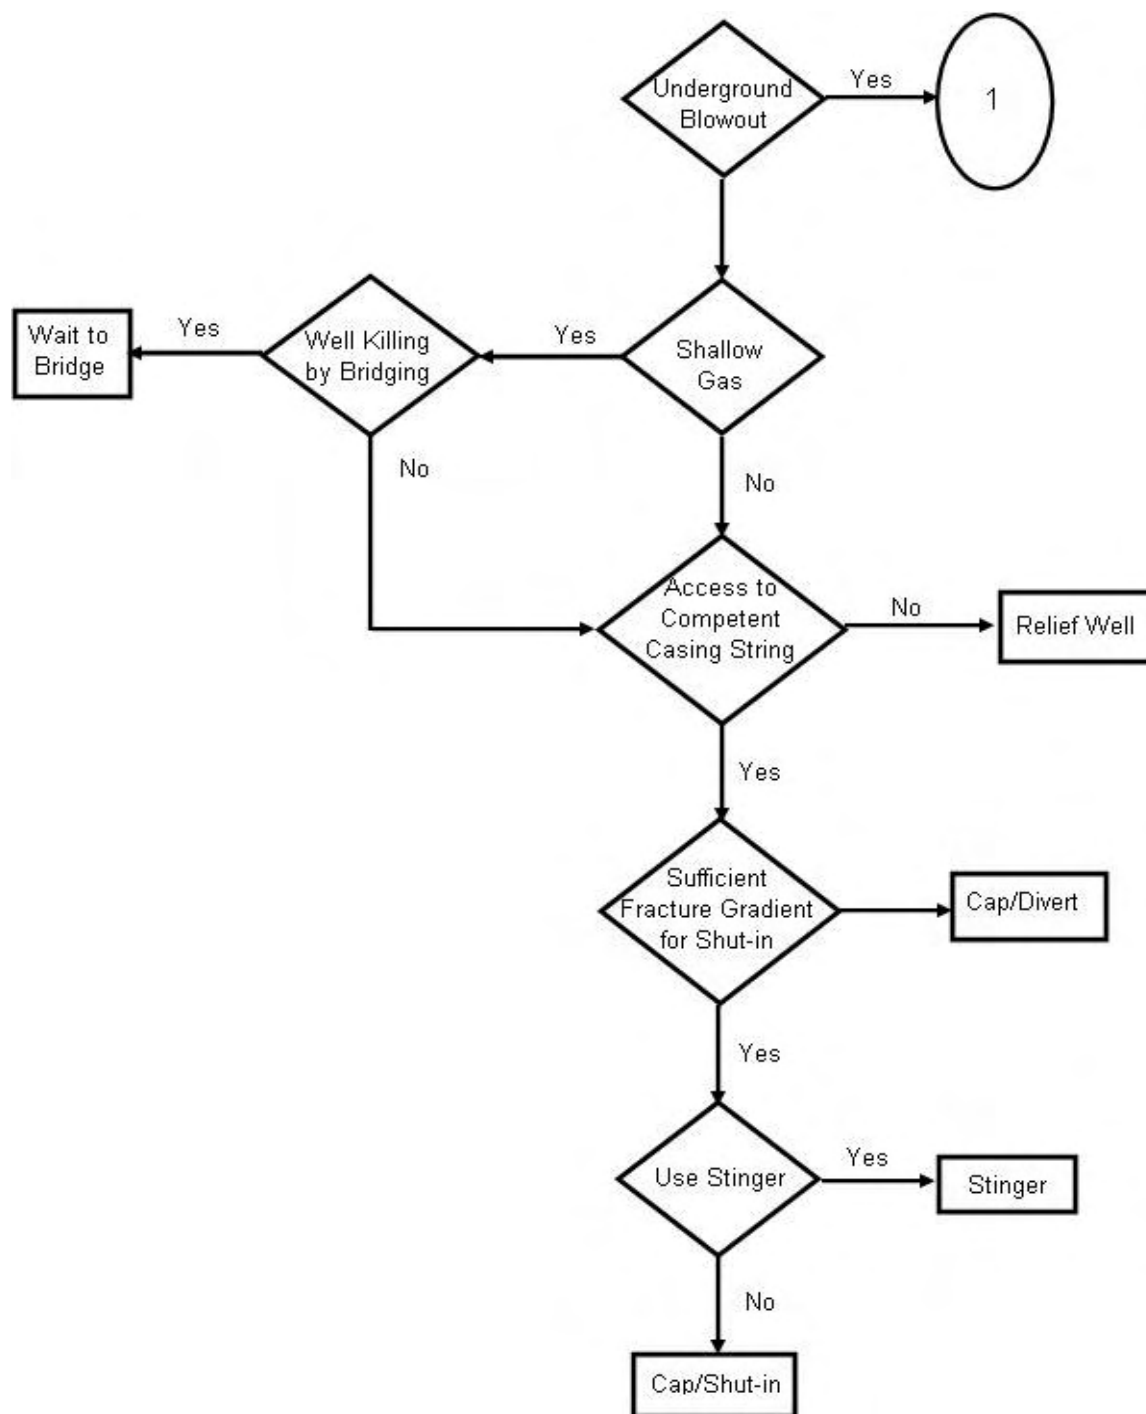 Underground
Blowout
Yes
1
Wait to
Bridge
Yes
Well Killing
by Bridging
Yes
Shallow
Gas
No
No
Access to
Competent
Casing String
No
Relief Well
Yes
Sufficient
Fracture Gradient
for Shut-in
Cap/Divert
Yes
Use Stinger
Yes
Stinger
No
Cap/Shut-in